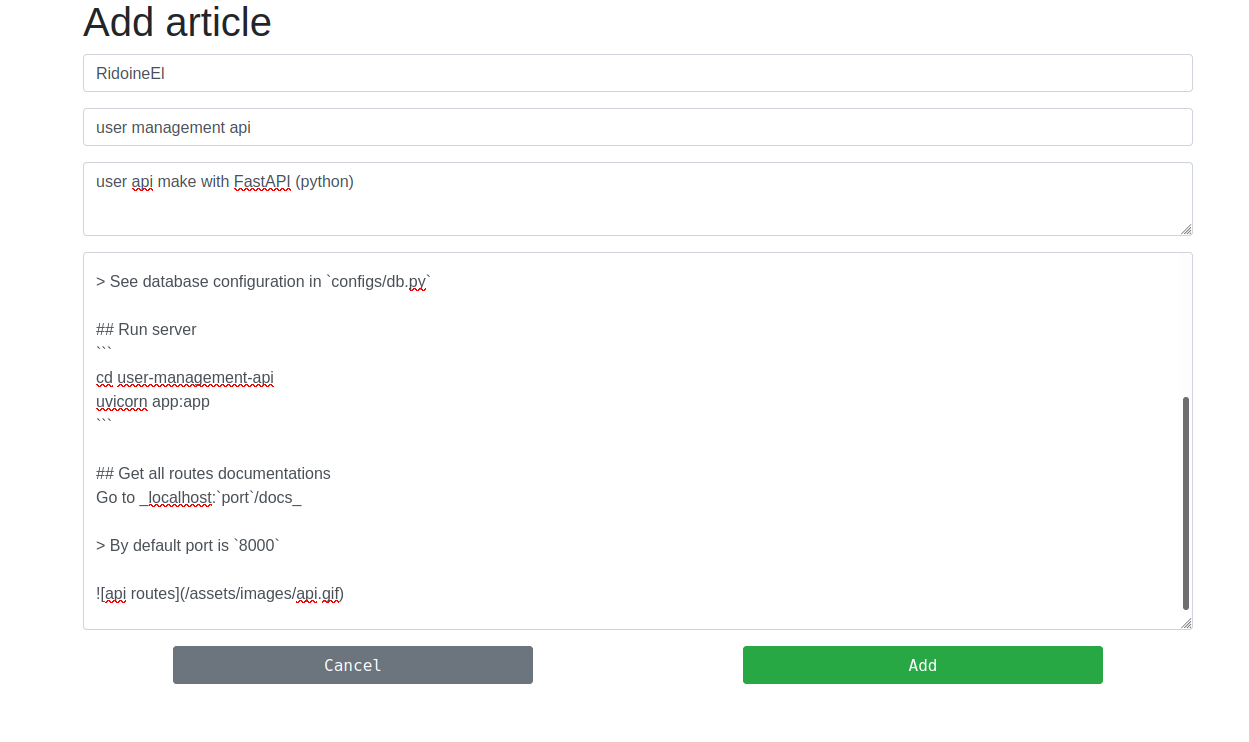 Add article
RidoineEl
user management api
user api make with FastAPI (python)
> See database configuration in `configs/db.py`
## Run server
```
cd user-management-api
uvicorn app:app
```
## Get all routes documentations
Go to _localhost:`port`/docs_
> By default port is `8000`
![api routes](/assets/images/api.gif)
Cancel
Add